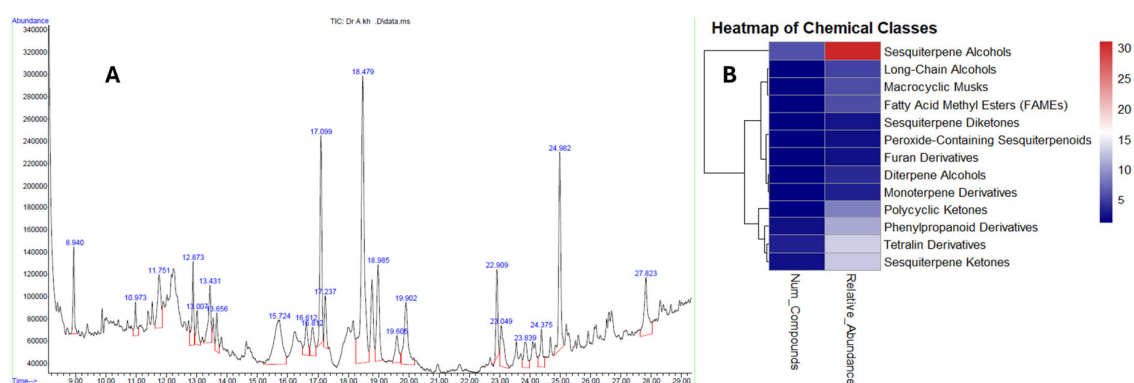 Abundance
TIC: Dr A kh .D\data.ms
340000
320000
300000
280000
260000
240000
220000
200000
180000
160000
140000
120000
100000
80000
60000
40000
A
18.479
17.099
24.982
8.940
12.873
11.751
10.973
13.007
13.431
13.656
15.724
16.612
16.812
17.237
18.985
19.606
19.902
22.909
23.049
23.839
24.375
27.823
Time-->
9.00 10.00 11.00 12.00 13.00 14.00 15.00 16.00 17.00 18.00 19.00 20.00 21.00 22.00 23.00 24.00 25.00 26.00 27.00 28.00 29.00
Heatmap of Chemical Classes
B
Sesquiterpene Alcohols
Long-Chain Alcohols
Macrocyclic Musks
Fatty Acid Methyl Esters (FAMEs)
Sesquiterpene Diketones
Peroxide-Containing Sesquiterpenoids
Furan Derivatives
Diterpene Alcohols
Monoterpene Derivatives
Polycyclic Ketones
Phenylpropanoid Derivatives
Tetralin Derivatives
Sesquiterpene Ketones
Num_Compounds
Relative_Abundance
30
25
20
15
10
5